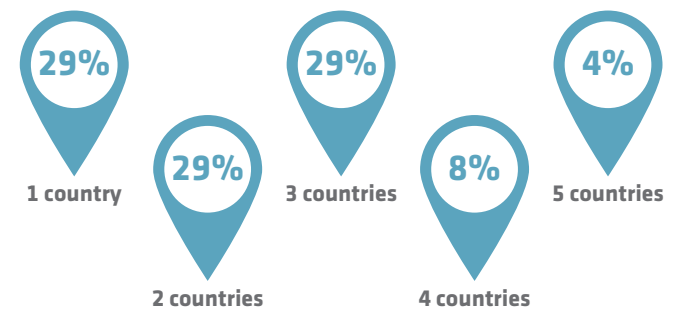 29%
1 country
29%
2 countries
29%
3 countries
8%
4 countries
4%
5 countries